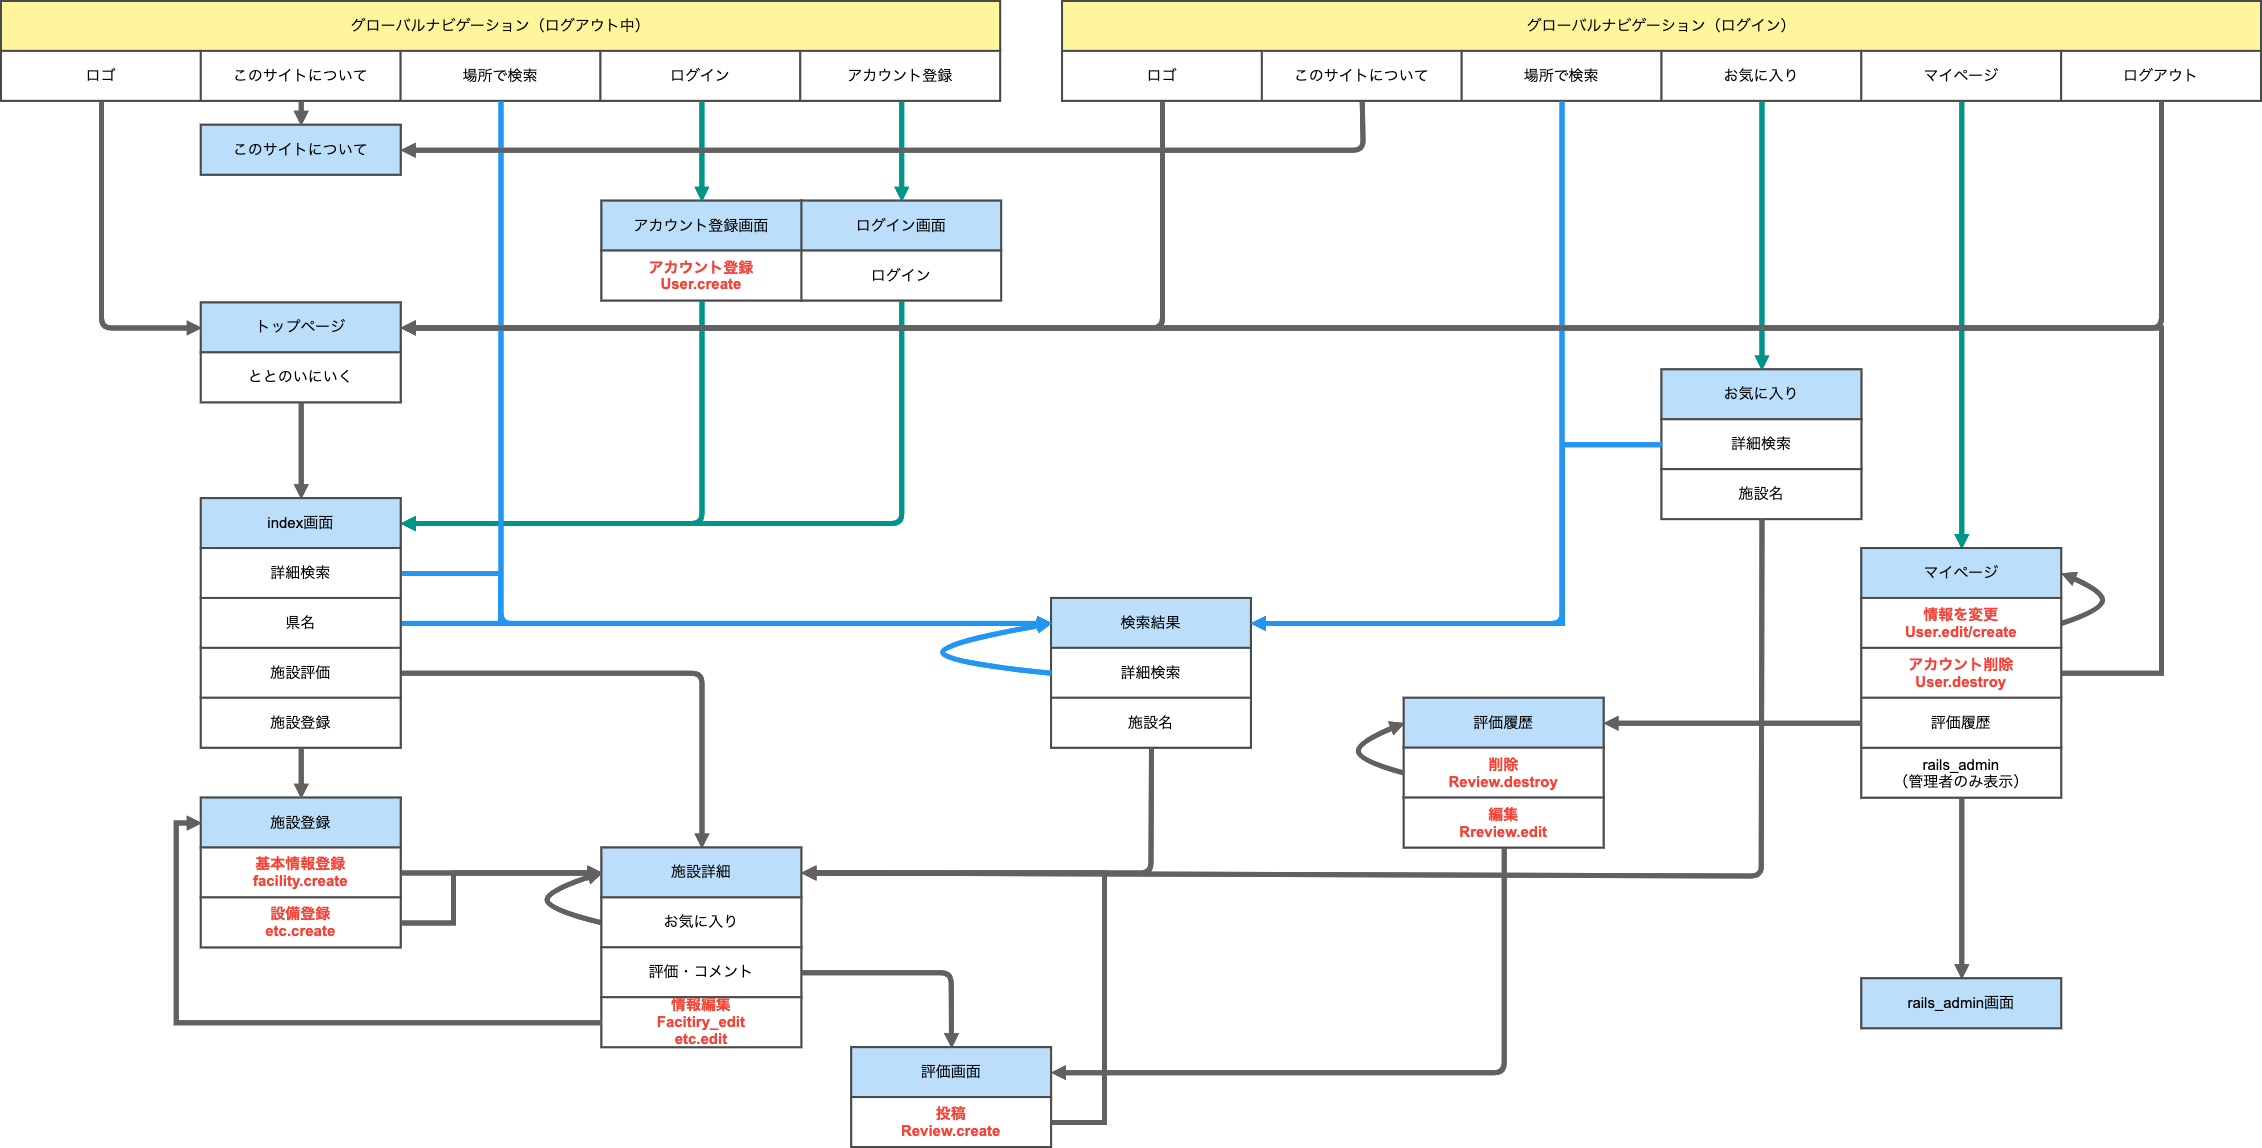 グローバルナビゲーション（ログアウト中）
グローバルナビゲーション（ログイン）
ロゴ
このサイトについて
場所で検索
ログイン
アカウント登録
ロゴ
このサイトについて
場所で検索
お気に入り
マイページ
ログアウト
このサイトについて
アカウント登録画面
ログイン画面
アカウント登録
User.create
ログイン
トップページ
ととのいにいく
お気に入り
詳細検索
施設名
index画面
詳細検索
県名
施設評価
施設登録
マイページ
情報を変更
User.edit/create
アカウント削除
User.destroy
評価履歴
rails_admin
（管理者のみ表示）
検索結果
詳細検索
施設名
評価履歴
削除
Review.destroy
編集
Rreview.edit
施設登録
基本情報登録
facility.create
設備登録
etc.create
施設詳細
お気に入り
評価・コメント
情報編集
Facitiry_edit
etc.edit
rails_admin画面
評価画面
投稿
Review.create